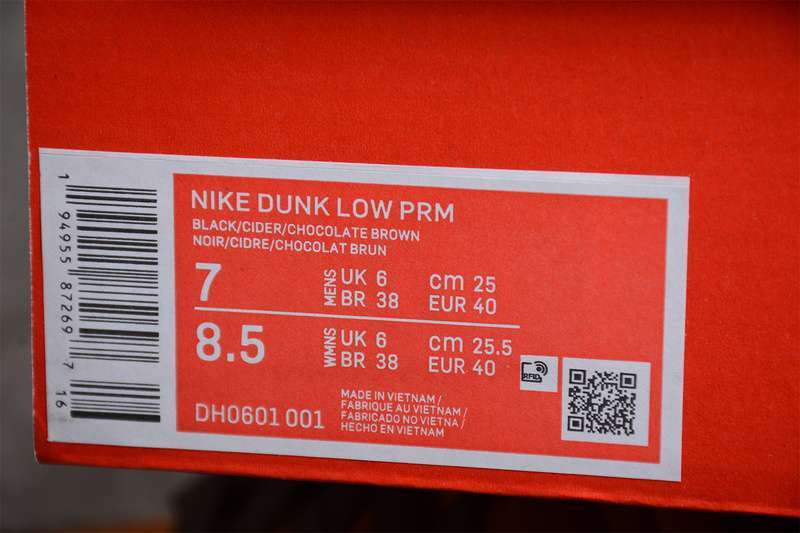 1 94955 87269 7 16
NIKE DUNK LOW PRM
BLACK/CIDER/CHOCOLATE BROWN
NOIR/CIDRE/CHOCOLAT BRUN
7 MENS UK 6 cm 25
BR 38 EUR 40
8.5 WMNS UK 6 cm 25.5
BR 38 EUR 40
RFID
DH0601 001
MADE IN VIETNAM/
FABRIQUE AU VIETNAM/
FABRICADO NO VIETNA/
HECHO EN VIETNAM